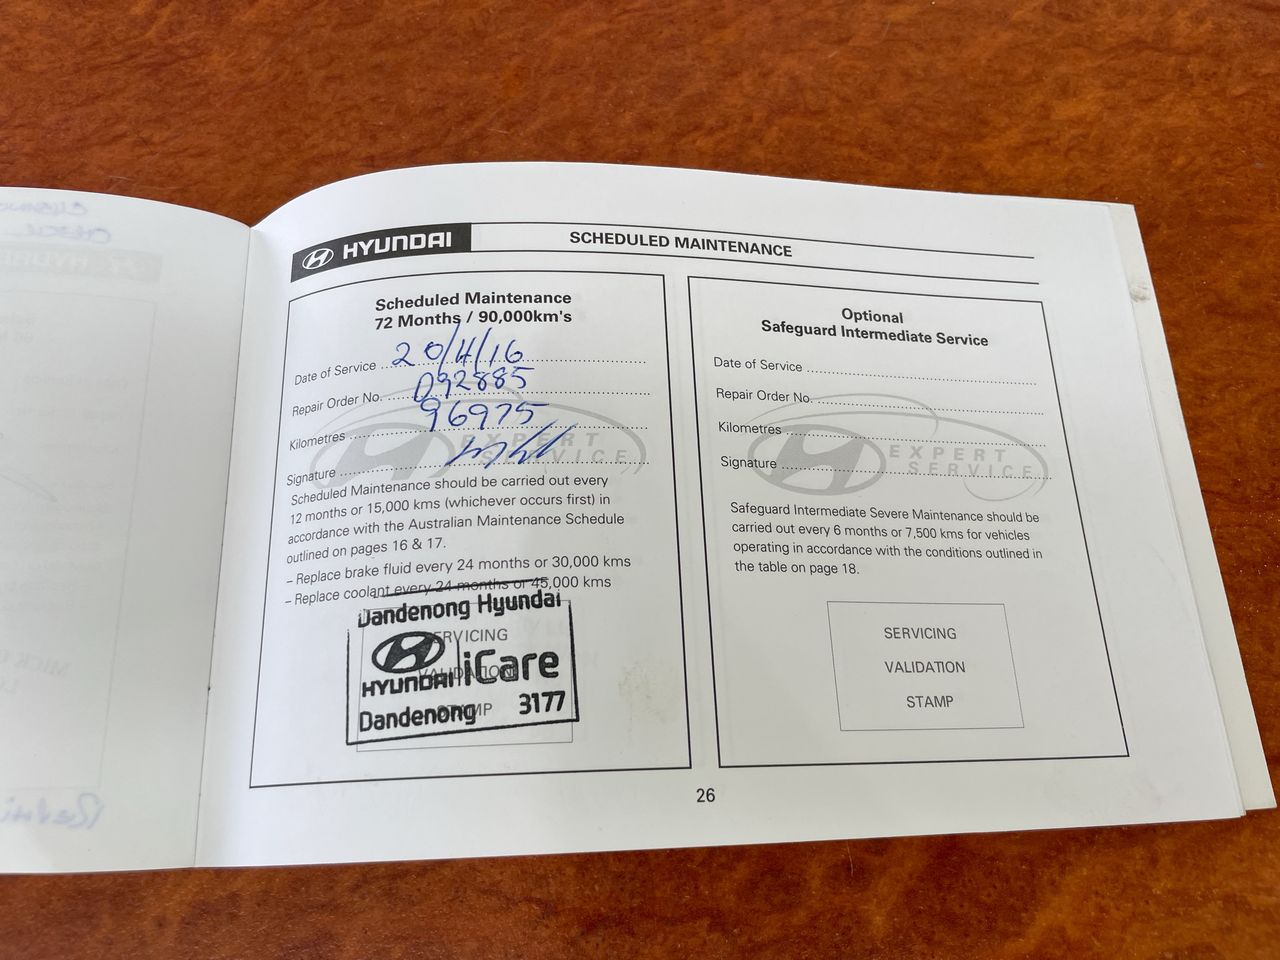 HYUNDAI
SCHEDULED MAINTENANCE
Scheduled Maintenance
72 Months / 90,000km's
Date of Service 20/4/16
Repair Order No. 092885
Kilometres 96975
Signature
EXPERT
SERVICE
Scheduled Maintenance should be carried out every
12 months or 15,000 kms (whichever occurs first) in
accordance with the Australian Maintenance Schedule
outlined on pages 16 & 17.
– Replace brake fluid every 24 months or 30,000 kms
– Replace coolant every 24 months or 45,000 kms
Dandenong Hyundai
SERVICING
VALIDATION
STAMP
HYUNDAI iCare
Dandenong 3177
Optional
Safeguard Intermediate Service
Date of Service
Repair Order No.
Kilometres
Signature
EXPERT
SERVICE
Safeguard Intermediate Severe Maintenance should be
carried out every 6 months or 7,500 kms for vehicles
operating in accordance with the conditions outlined in
the table on page 18.
SERVICING
VALIDATION
STAMP
26